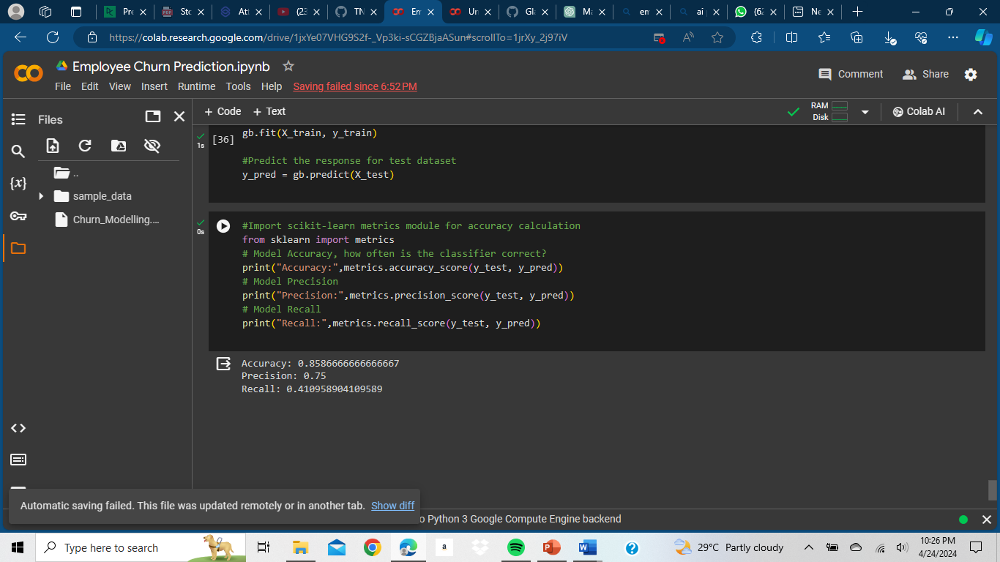 Pre
Sto
Att
(23
TN
En
Un
Gla
Ma
em
ai
(62
Ne
https://colab.research.google.com/drive/1jxYe07VHG9S2f-_Vp3ki-sCGZBjaASun#scrollTo=1jrXy_2j97iV
Employee Churn Prediction.ipynb
Comment
Share
File Edit View Insert Runtime Tools Help Saving failed since 6:52 PM
Files
+ Code + Text
RAM
Disk
Colab AI
..
sample_data
Churn_Modelling....
1s
[36]
gb.fit(X_train, y_train)
#Predict the response for test dataset
y_pred = gb.predict(X_test)
0s
#Import scikit-learn metrics module for accuracy calculation
from sklearn import metrics
# Model Accuracy, how often is the classifier correct?
print("Accuracy:",metrics.accuracy_score(y_test, y_pred))
# Model Precision
print("Precision:",metrics.precision_score(y_test, y_pred))
# Model Recall
print("Recall:",metrics.recall_score(y_test, y_pred))
Accuracy: 0.8586666666666667
Precision: 0.75
Recall: 0.410958904109589
{x}
Automatic saving failed. This file was updated remotely or in another tab. Show diff
o Python 3 Google Compute Engine backend
Type here to search
a
29°C Partly cloudy
10:26 PM
4/24/2024